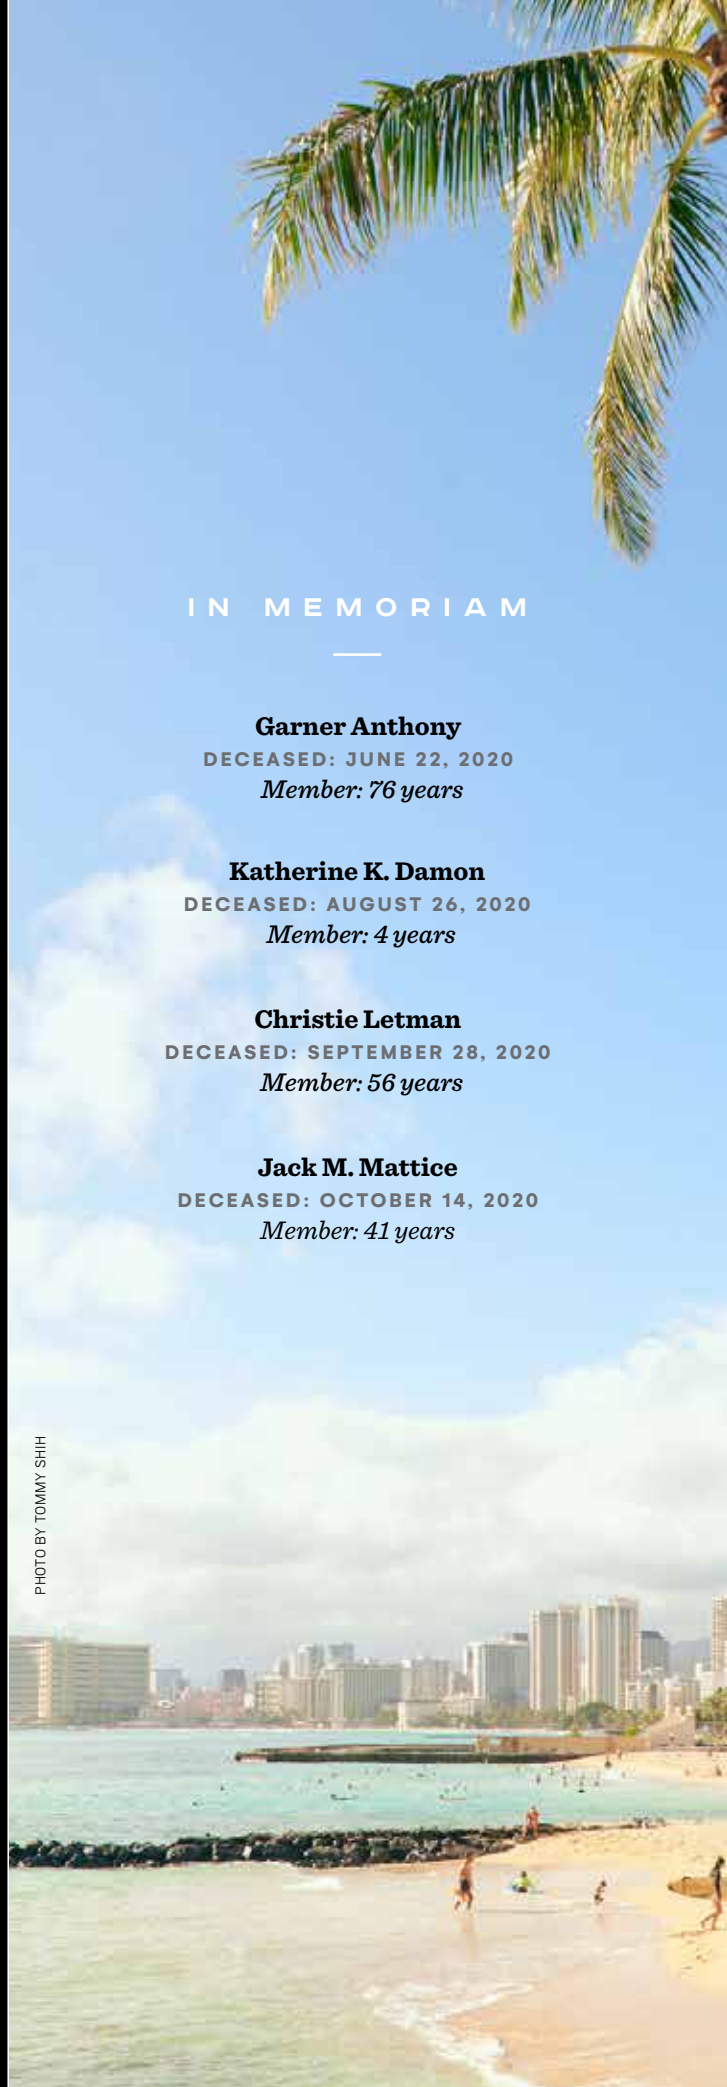 IN MEMORIAM
Garner Anthony
DECEASED: JUNE 22, 2020
Member: 76 years
Katherine K. Damon
DECEASED: AUGUST 26, 2020
Member: 4 years
Christie Letman
DECEASED: SEPTEMBER 28, 2020
Member: 56 years
Jack M. Mattice
DECEASED: OCTOBER 14, 2020
Member: 41 years
PHOTO BY TOMMY SHIH